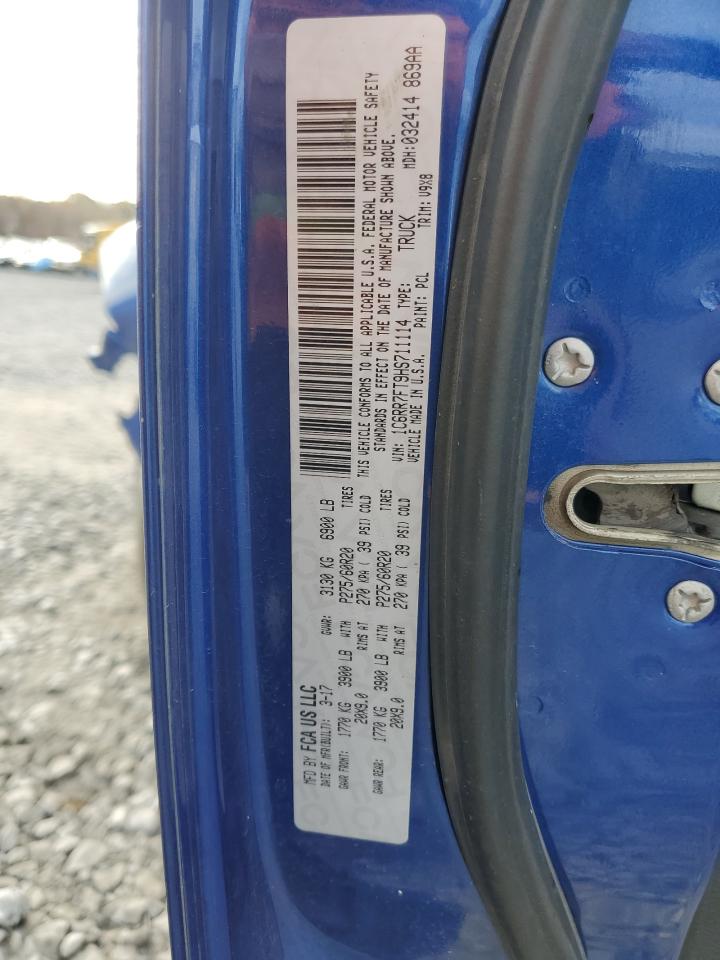 MFD BY FCA US LLC
DATE OF MFR(BUILT): 3-17 GVWR: 3130 KG 6900 LB
GAWR FRONT: 1770 KG 3900 LB WITH P275/60R20 TIRES
20X9.0 RIMS AT 270 KPA ( 39 PSI) COLD
GAWR REAR: 1770 KG 3900 LB WITH P275/60R20 TIRES
20X9.0 RIMS AT 270 KPA ( 39 PSI) COLD
THIS VEHICLE CONFORMS TO ALL APPLICABLE U.S.A. FEDERAL MOTOR VEHICLE SAFETY
STANDARDS IN EFFECT ON THE DATE OF MANUFACTURE SHOWN ABOVE.
VIN: 1C6RR7FT9HS711114 TYPE: TRUCK MDH:032414 869AA
VEHICLE MADE IN U.S.A. PAINT: PCL TRIM: V9X8